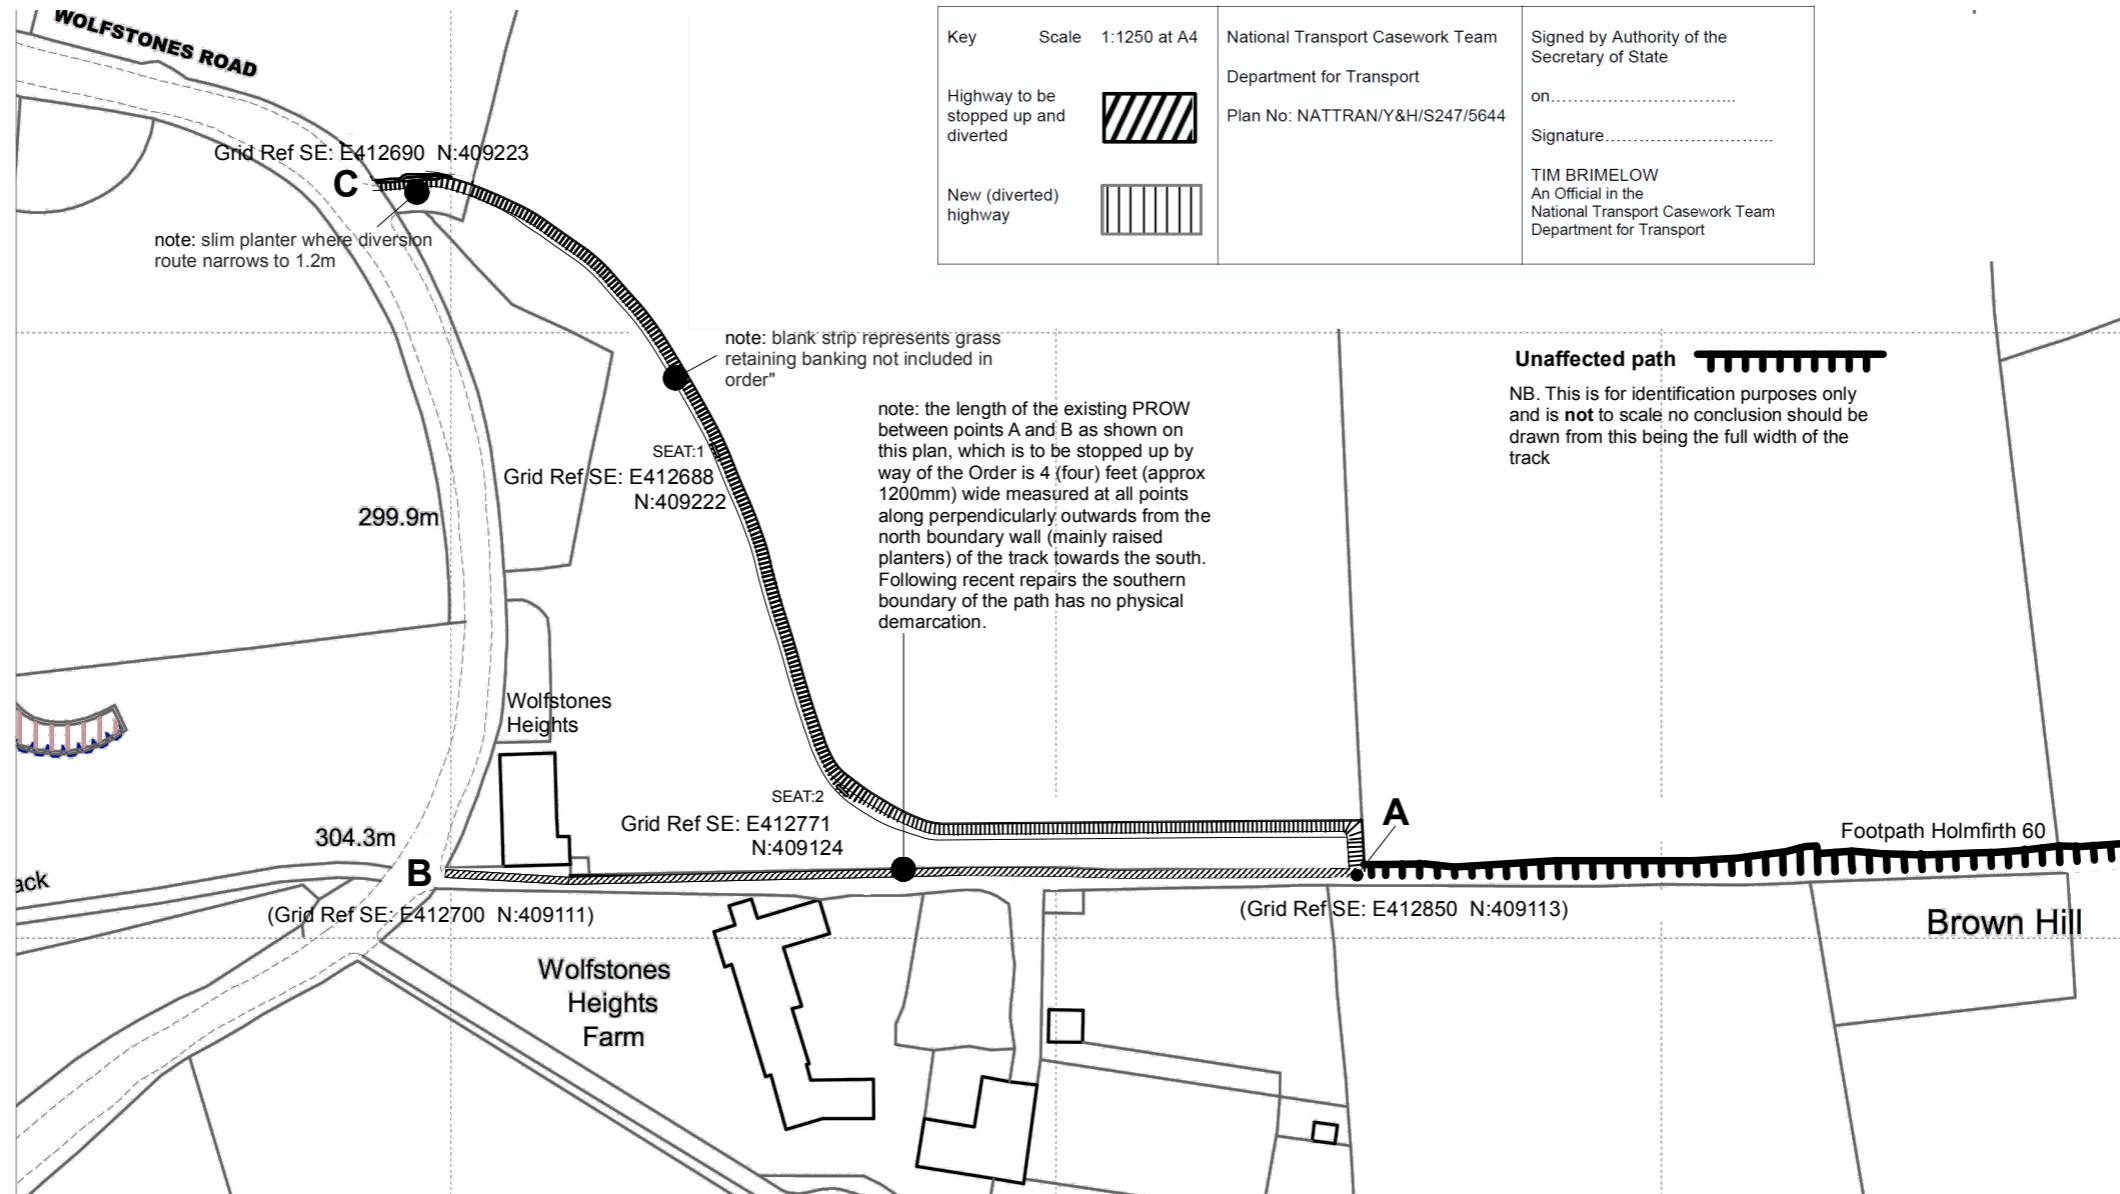 WOLFSTONES ROAD
Key Scale 1:1250 at A4
Highway to be
stopped up and
diverted
New (diverted)
highway
National Transport Casework Team
Department for Transport
Plan No: NATTRAN/Y&H/S247/5644
Signed by Authority of the
Secretary of State
on................................
Signature..............................
TIM BRIMELOW
An Official in the
National Transport Casework Team
Department for Transport
Grid Ref SE: E412690 N:409223
C
note: slim planter where diversion
route narrows to 1.2m
note: blank strip represents grass
retaining banking not included in
order"
Unaffected path
NB. This is for identification purposes only
and is not to scale no conclusion should be
drawn from this being the full width of the
track
note: the length of the existing PROW
between points A and B as shown on
this plan, which is to be stopped up by
way of the Order is 4 (four) feet (approx
1200mm) wide measured at all points
along perpendicularly outwards from the
north boundary wall (mainly raised
planters) of the track towards the south.
Following recent repairs the southern
boundary of the path has no physical
demarcation.
SEAT:1
Grid Ref SE: E412688
N:409222
299.9m
Wolfstones
Heights
SEAT:2
Grid Ref SE: E412771
N:409124
304.3m
A
Footpath Holmfirth 60
B
ack
(Grid Ref SE: E412700 N:409111)
(Grid Ref SE: E412850 N:409113)
Brown Hill
Wolfstones
Heights
Farm